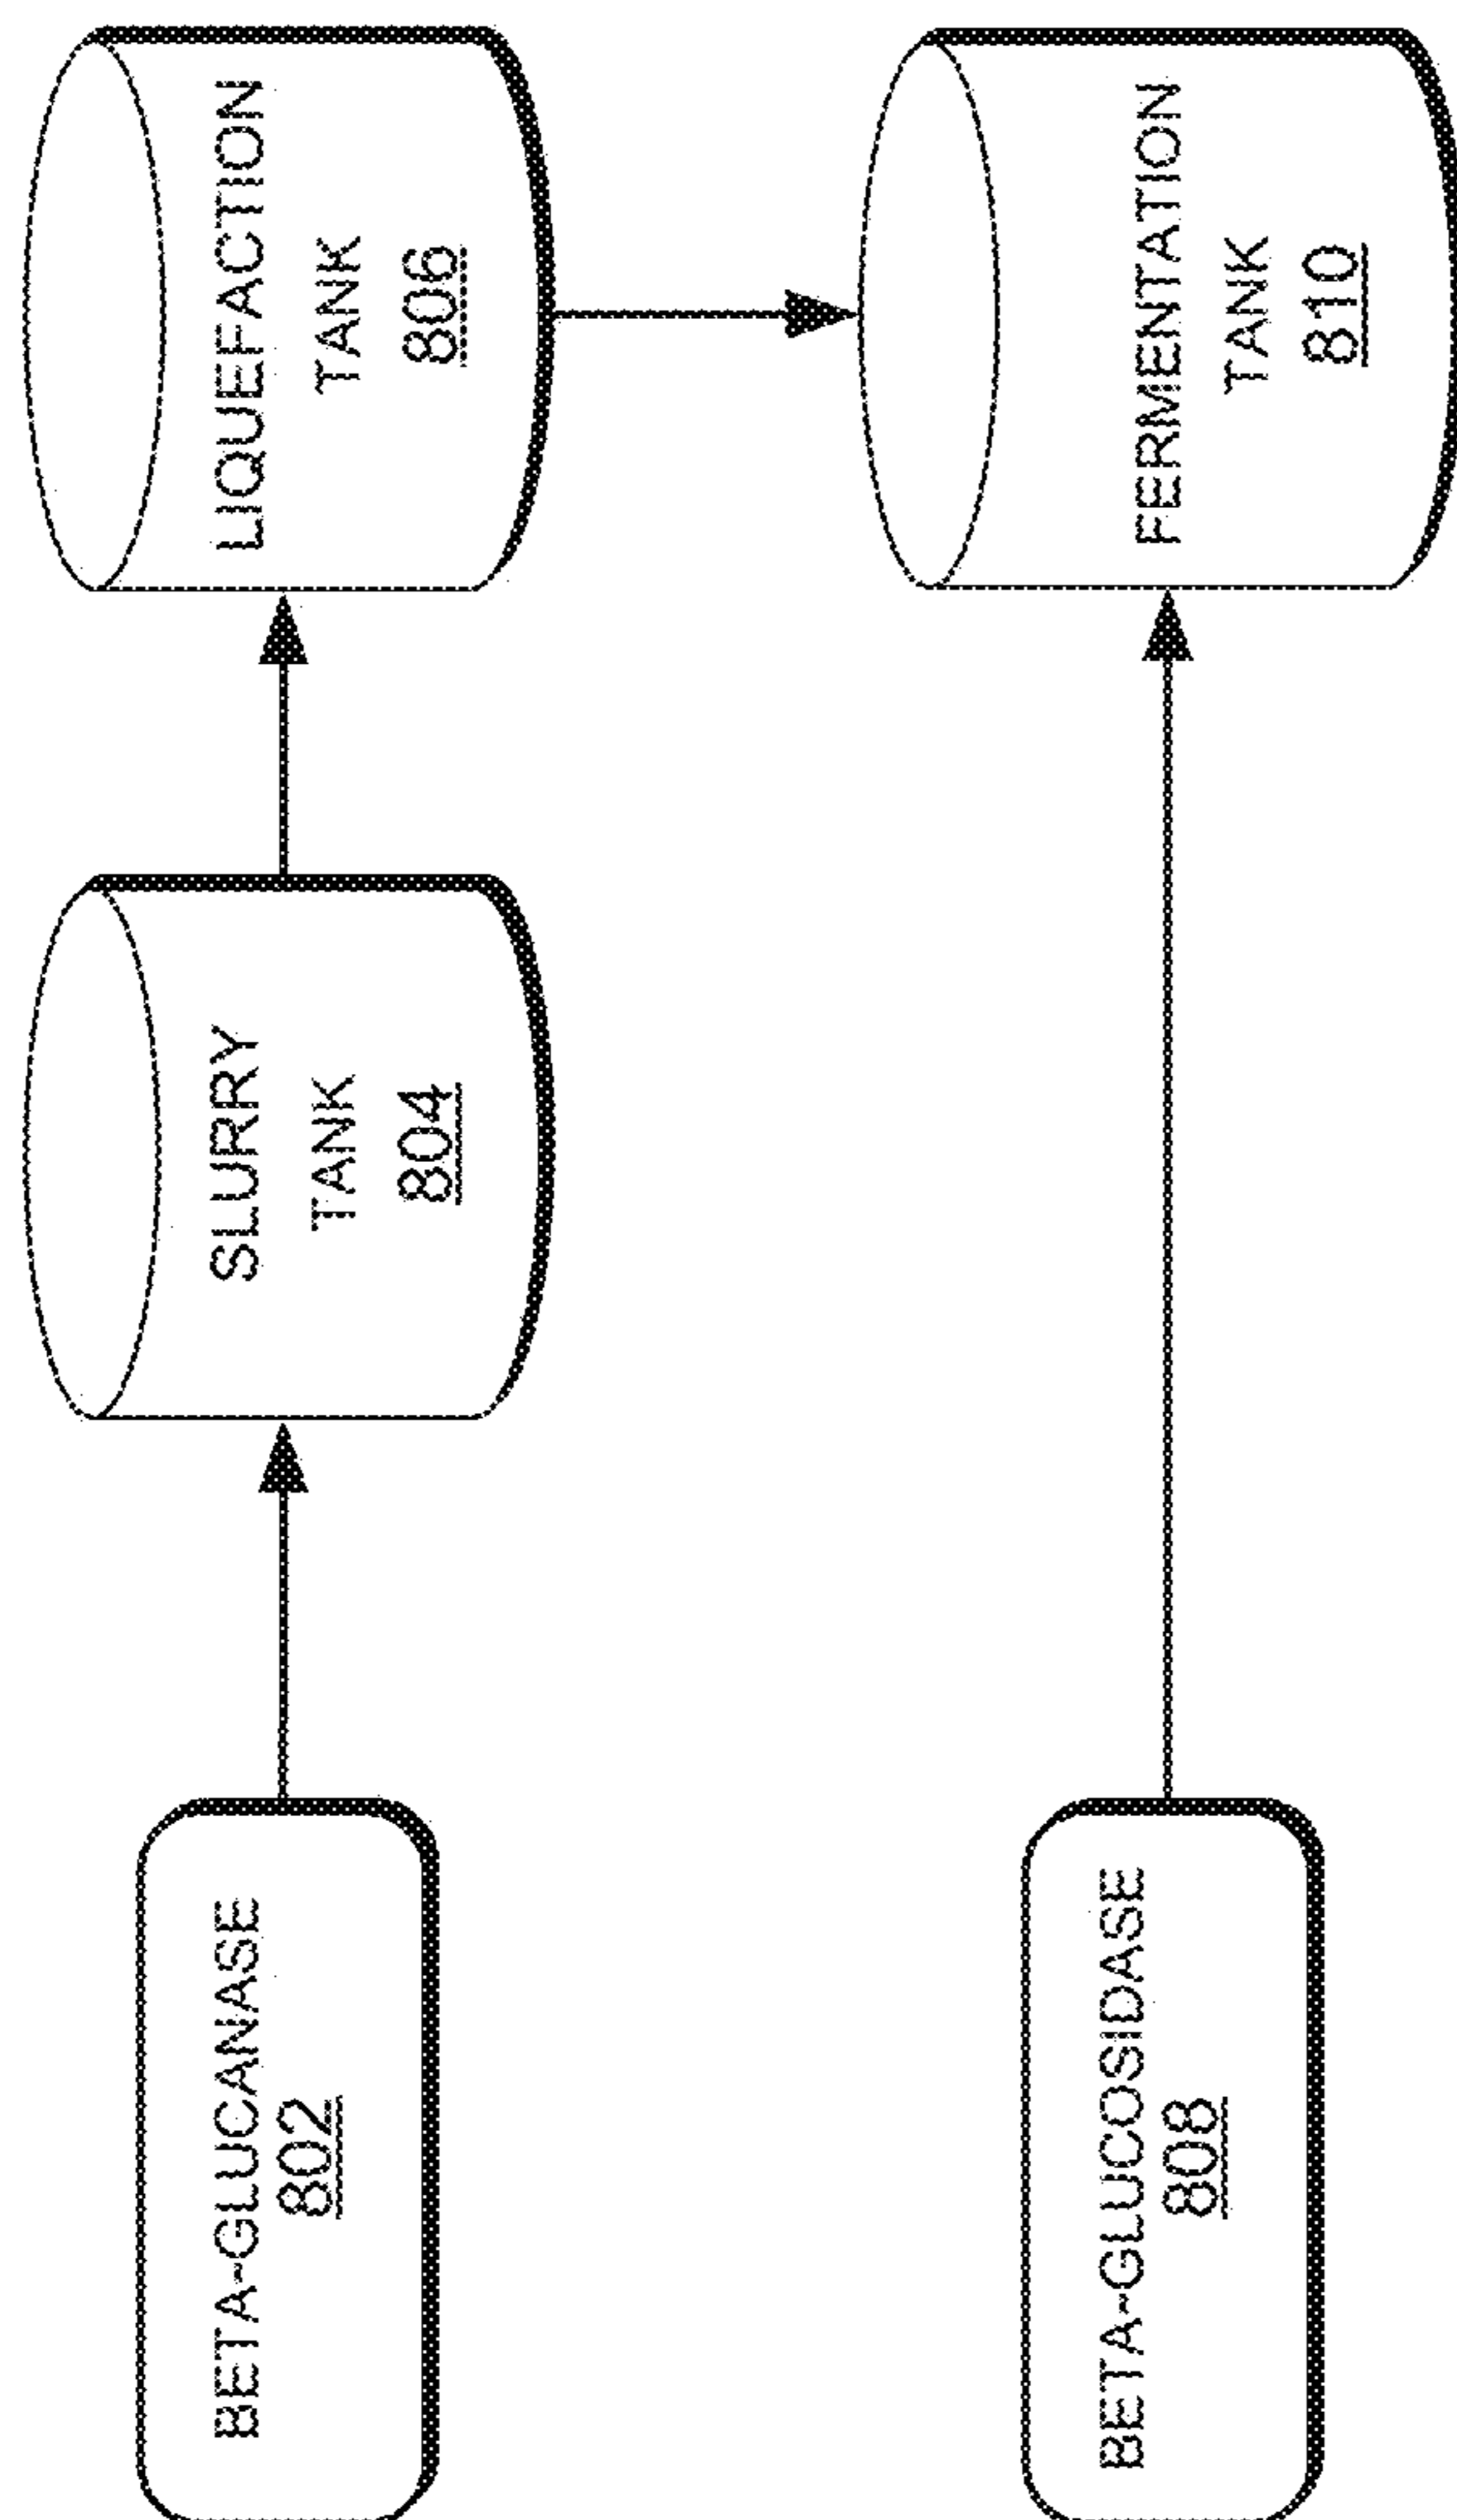 BETA-GLUCANASE
802
SLURRY
TANK
804
LIQUEFACTION
TANK
806
BETA-GLUCOSIDASE
808
FERMENTATION
TANK
810